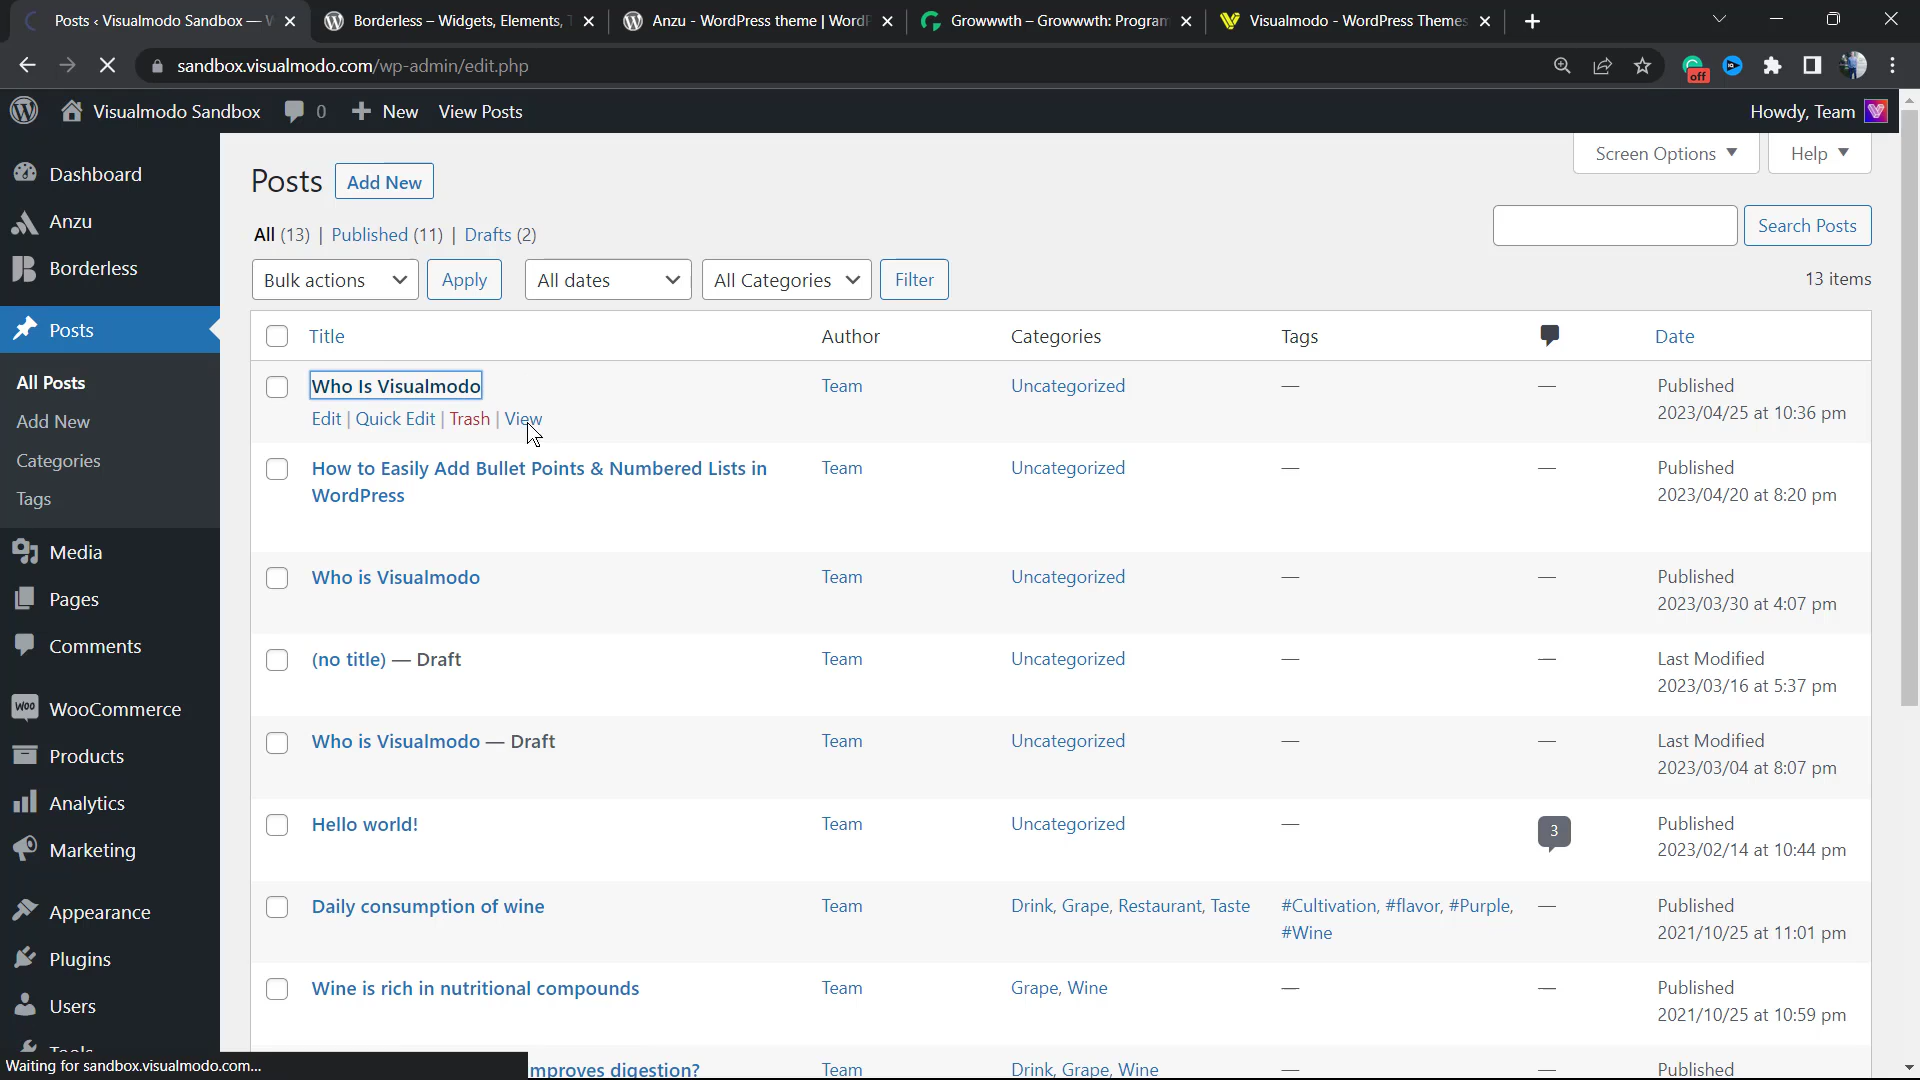 Posts ‹ Visualmodo Sandbox — W
Borderless – Widgets, Elements, T
Anzu - WordPress theme | WordP
Growwwth – Growwwth: Program
Visualmodo - WordPress Themes
sandbox.visualmodo.com/wp-admin/edit.php
off
Visualmodo Sandbox 0 New View Posts
Howdy, Team
Dashboard
Anzu
Borderless
Posts
All Posts
Add New
Categories
Tags
Media
Pages
Comments
Woo WooCommerce
Products
Analytics
Marketing
Appearance
Plugins
Users
Tools
Waiting for sandbox.visualmodo.com...
Screen Options Help
Posts Add New
All (13) | Published (11) | Drafts (2)
Search Posts
Bulk actions Apply All dates All Categories Filter
13 items
Title Author Categories Tags Date
Who Is Visualmodo Team Uncategorized — — Published
Edit | Quick Edit | Trash | View 2023/04/25 at 10:36 pm
How to Easily Add Bullet Points & Numbered Lists in Team Uncategorized — — Published
WordPress 2023/04/20 at 8:20 pm
Who is Visualmodo Team Uncategorized — — Published
2023/03/30 at 4:07 pm
(no title) — Draft Team Uncategorized — — Last Modified
2023/03/16 at 5:37 pm
Who is Visualmodo — Draft Team Uncategorized — — Last Modified
2023/03/04 at 8:07 pm
Hello world! Team Uncategorized — 3 Published
2023/02/14 at 10:44 pm
Daily consumption of wine Team Drink, Grape, Restaurant, Taste #Cultivation, #flavor, #Purple, — Published
#Wine 2021/10/25 at 11:01 pm
Wine is rich in nutritional compounds Team Grape, Wine — — Published
2021/10/25 at 10:59 pm
improves digestion? Team Drink, Grape, Wine — — Published